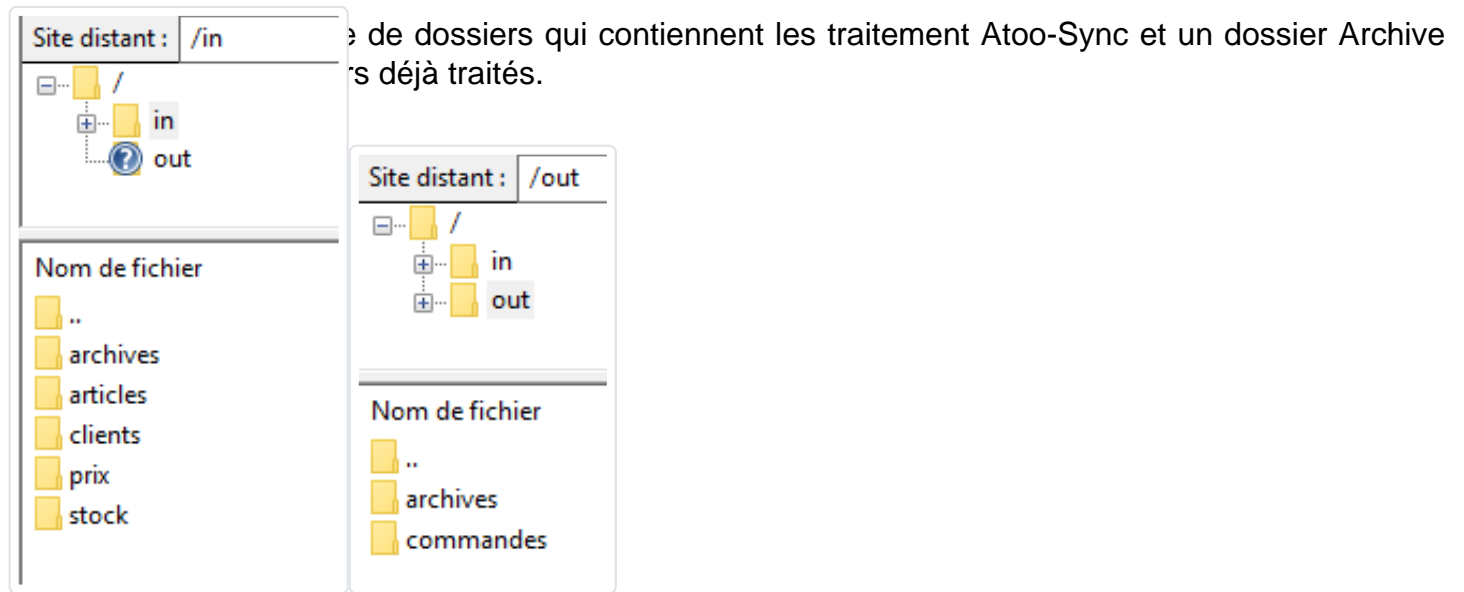 e de dossiers qui contiennent les traitement Atoo-Sync et un dossier Archive
rs déjà traités.
Site distant : /in
/
in
out
Nom de fichier
..
archives
articles
clients
prix
stock
Site distant : /out
/
in
out
Nom de fichier
..
archives
commandes